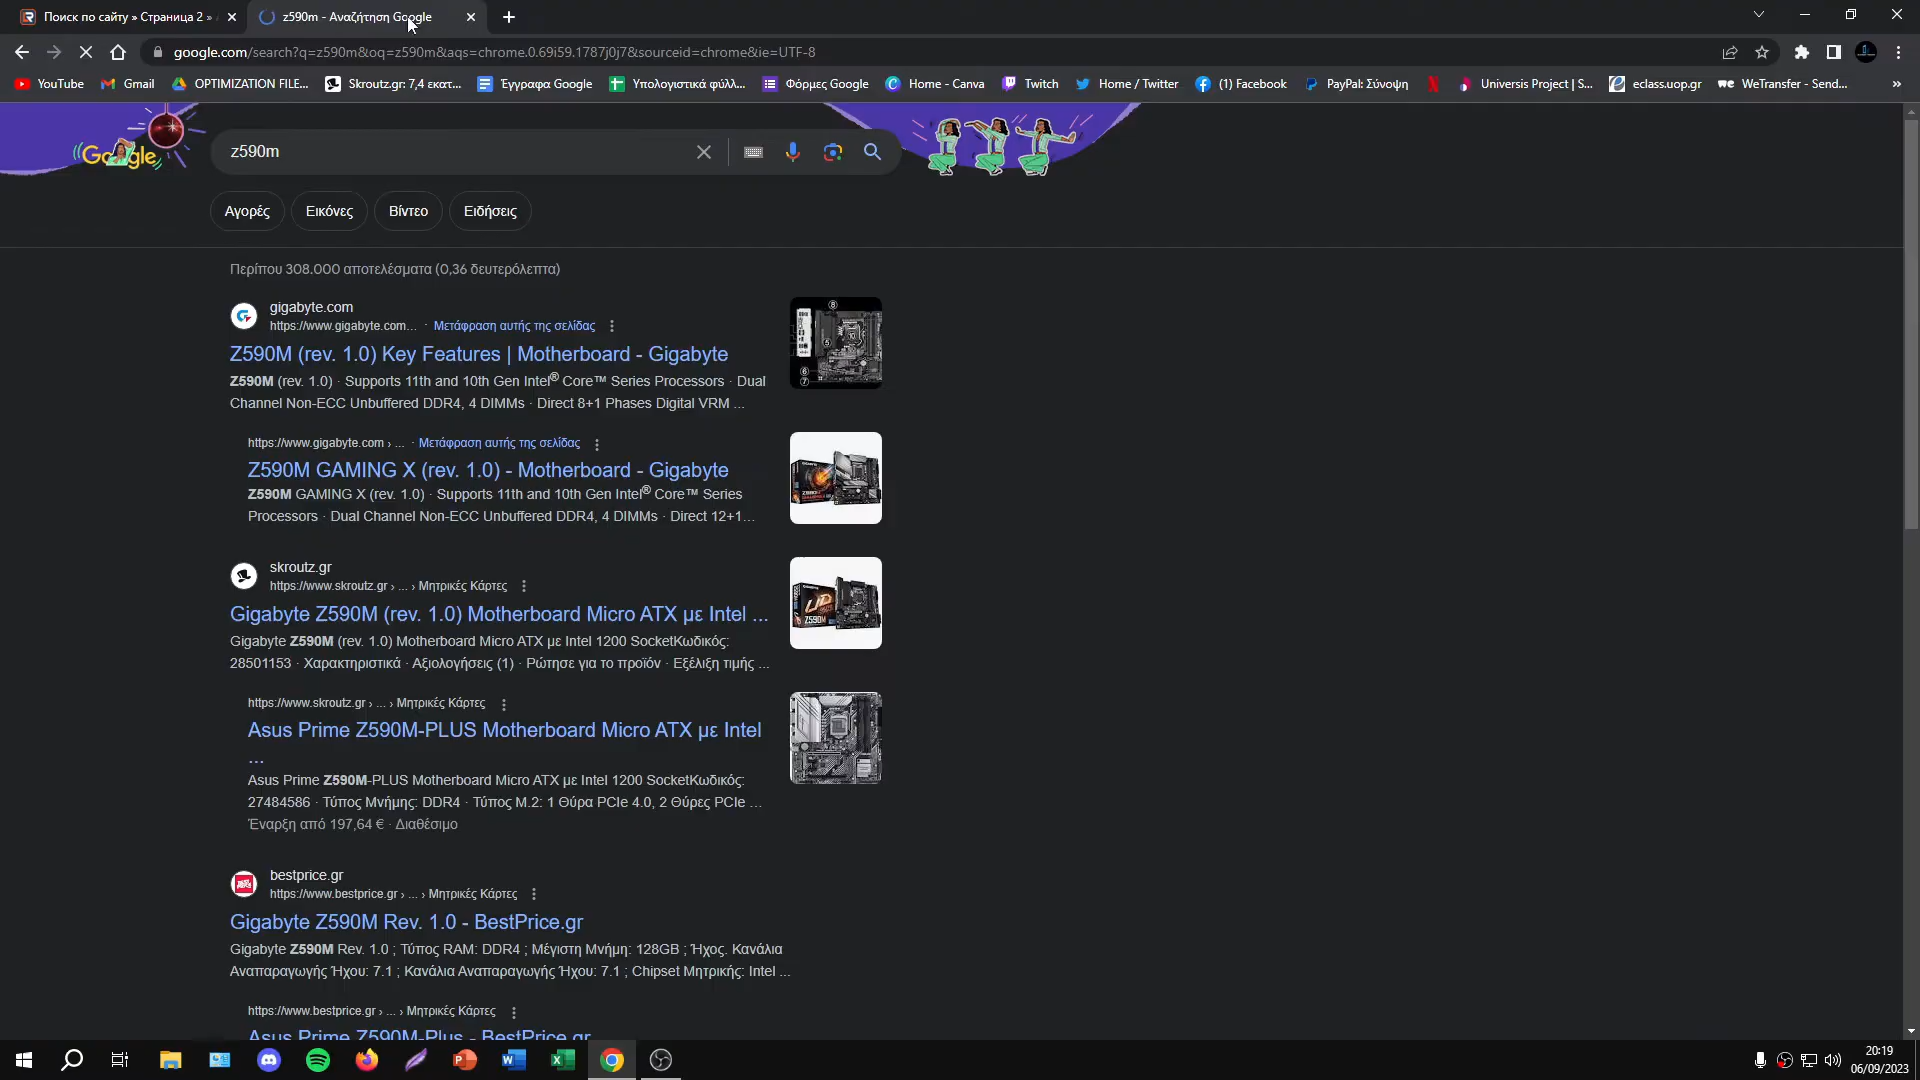 Поиск по сайту » Страница 2 »
z590m - Αναζήτηση Google
google.com/search?q=z590m&oq=z590m&aqs=chrome.0.69i59.1787j0j7&sourceid=chrome&ie=UTF-8
YouTube
Gmail
OPTIMIZATION FILE...
Skroutz.gr: 7,4 εκατ...
Έγγραφα Google
Υπολογιστικά φύλλ...
Φόρμες Google
Home - Canva
Twitch
Home / Twitter
(1) Facebook
PayPal: Σύνοψη
Universis Project | S...
eclass.uop.gr
WeTransfer - Send...
Google
z590m
Αγορές
Εικόνες
Βίντεο
Ειδήσεις
Περίπου 308.000 αποτελέσματα (0,36 δευτερόλεπτα)
gigabyte.com
https://www.gigabyte.com... · Μετάφραση αυτής της σελίδας
Z590M (rev. 1.0) Key Features | Motherboard - Gigabyte
Z590M (rev. 1.0) · Supports 11th and 10th Gen Intel® Core™ Series Processors · Dual
Channel Non-ECC Unbuffered DDR4, 4 DIMMs · Direct 8+1 Phases Digital VRM ...
https://www.gigabyte.com › ... · Μετάφραση αυτής της σελίδας
Z590M GAMING X (rev. 1.0) - Motherboard - Gigabyte
Z590M GAMING X (rev. 1.0) · Supports 11th and 10th Gen Intel® Core™ Series
Processors · Dual Channel Non-ECC Unbuffered DDR4, 4 DIMMs · Direct 12+1...
skroutz.gr
https://www.skroutz.gr › ... › Μητρικές Κάρτες
Gigabyte Z590M (rev. 1.0) Motherboard Micro ATX με Intel ...
Gigabyte Z590M (rev. 1.0) Motherboard Micro ATX με Intel 1200 SocketΚωδικός:
28501153 · Χαρακτηριστικά · Αξιολογήσεις (1) · Ρώτησε για το προϊόν · Εξέλιξη τιμής ...
https://www.skroutz.gr › ... › Μητρικές Κάρτες
Asus Prime Z590M-PLUS Motherboard Micro ATX με Intel
...
Asus Prime Z590M-PLUS Motherboard Micro ATX με Intel 1200 SocketΚωδικός:
27484586 · Τύπος Μνήμης: DDR4 · Τύπος M.2: 1 Θύρα PCIe 4.0, 2 Θύρες PCIe ...
Έναρξη από 197,64 € · Διαθέσιμο
bestprice.gr
https://www.bestprice.gr › ... › Μητρικές Κάρτες
Gigabyte Z590M Rev. 1.0 - BestPrice.gr
Gigabyte Z590M Rev. 1.0 ; Τύπος RAM: DDR4 ; Μέγιστη Μνήμη: 128GB ; Ήχος. Κανάλια
Αναπαραγωγής Ήχου: 7.1 ; Κανάλια Αναπαραγωγής Ήχου: 7.1 ; Chipset Μητρικής: Intel ...
https://www.bestprice.gr › ... › Μητρικές Κάρτες
Asus Prime Z590M-Plus - BestPrice.gr
20:19
06/09/2023